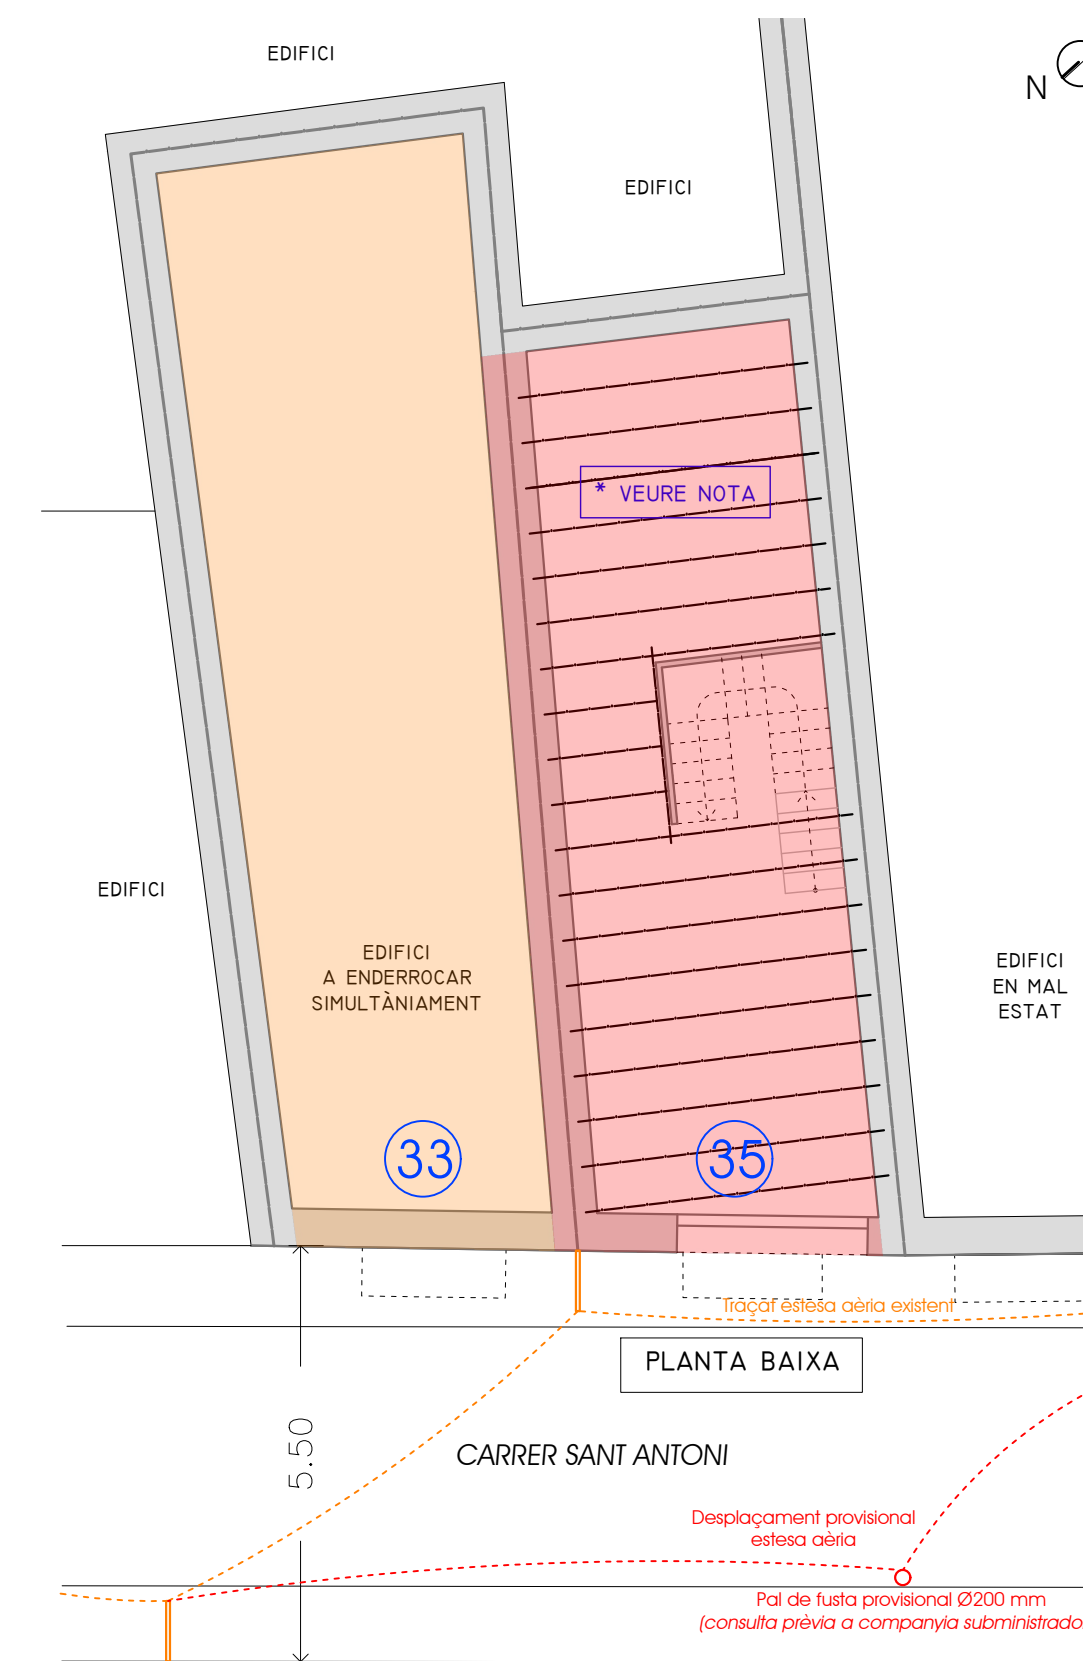 EDIFICI
N
EDIFICI
* VEURE NOTA
EDIFICI
EDIFICI
A ENDERROCAR
SIMULTÀNIAMENT
EDIFICI
EN MAL
ESTAT
33
35
Traçat estesa aèria existent
PLANTA BAIXA
5.50
CARRER SANT ANTONI
Desplaçament provisional
estesa aèria
Pal de fusta provisional Ø200 mm
(consulta prèvia a companyia